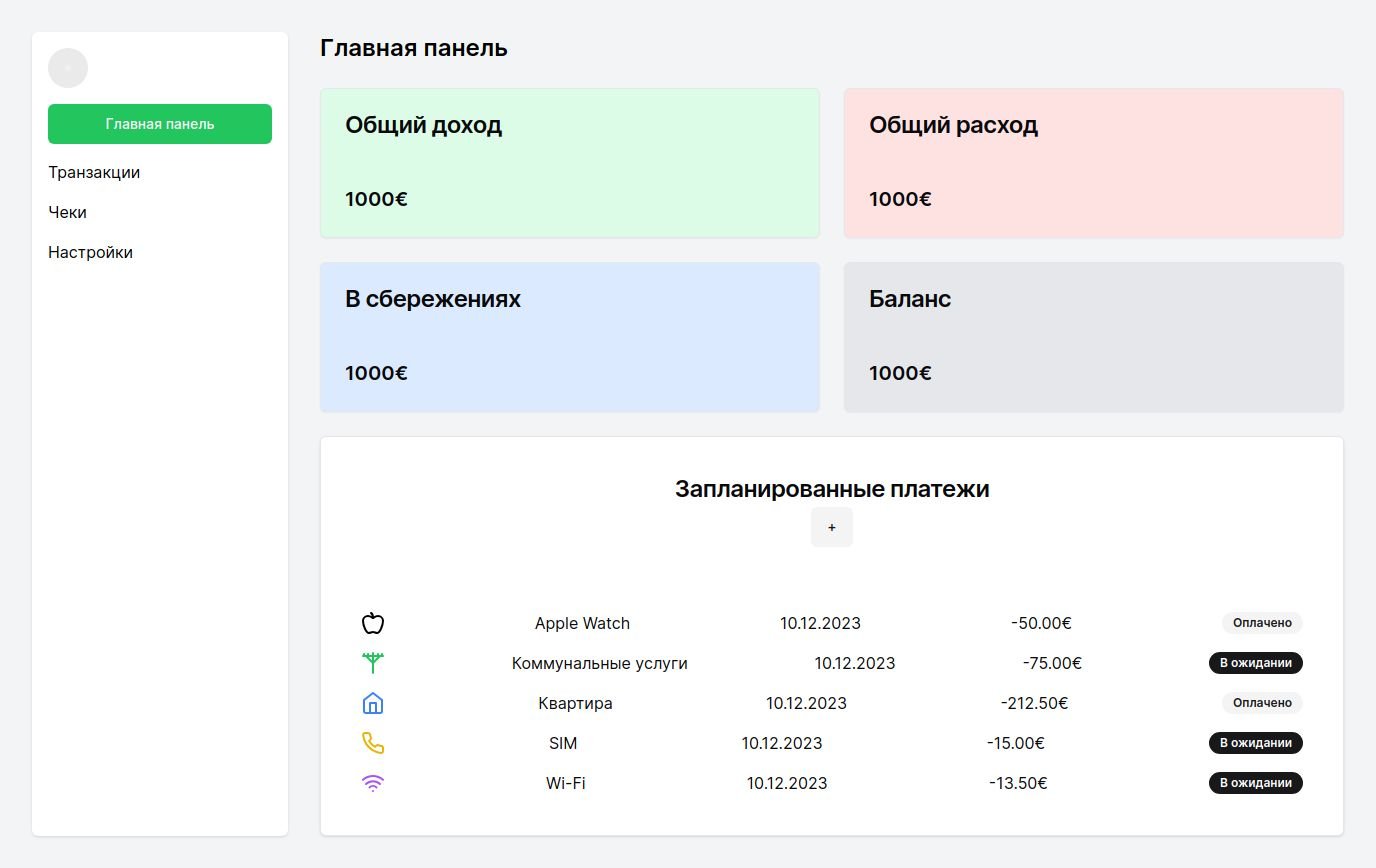 Главная панель
Транзакции
Чеки
Настройки
Главная панель
Общий доход
1000€
Общий расход
1000€
В сбережениях
1000€
Баланс
1000€
Запланированные платежи
+
Apple Watch 10.12.2023 -50.00€ Оплачено
Коммунальные услуги 10.12.2023 -75.00€ В ожидании
Квартира 10.12.2023 -212.50€ Оплачено
SIM 10.12.2023 -15.00€ В ожидании
Wi-Fi 10.12.2023 -13.50€ В ожидании